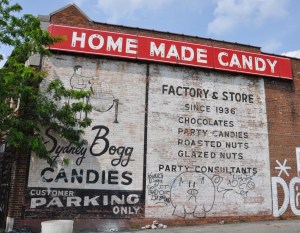 HOME MADE CANDY
Sydney Bogg
CANDIES
CUSTOMER
PARKING
ONLY
FACTORY & STORE
SINCE 1936
CHOCOLATES
PARTY CANDIES
ROASTED NUTS
GLAZED NUTS
PARTY CONSULTANTS